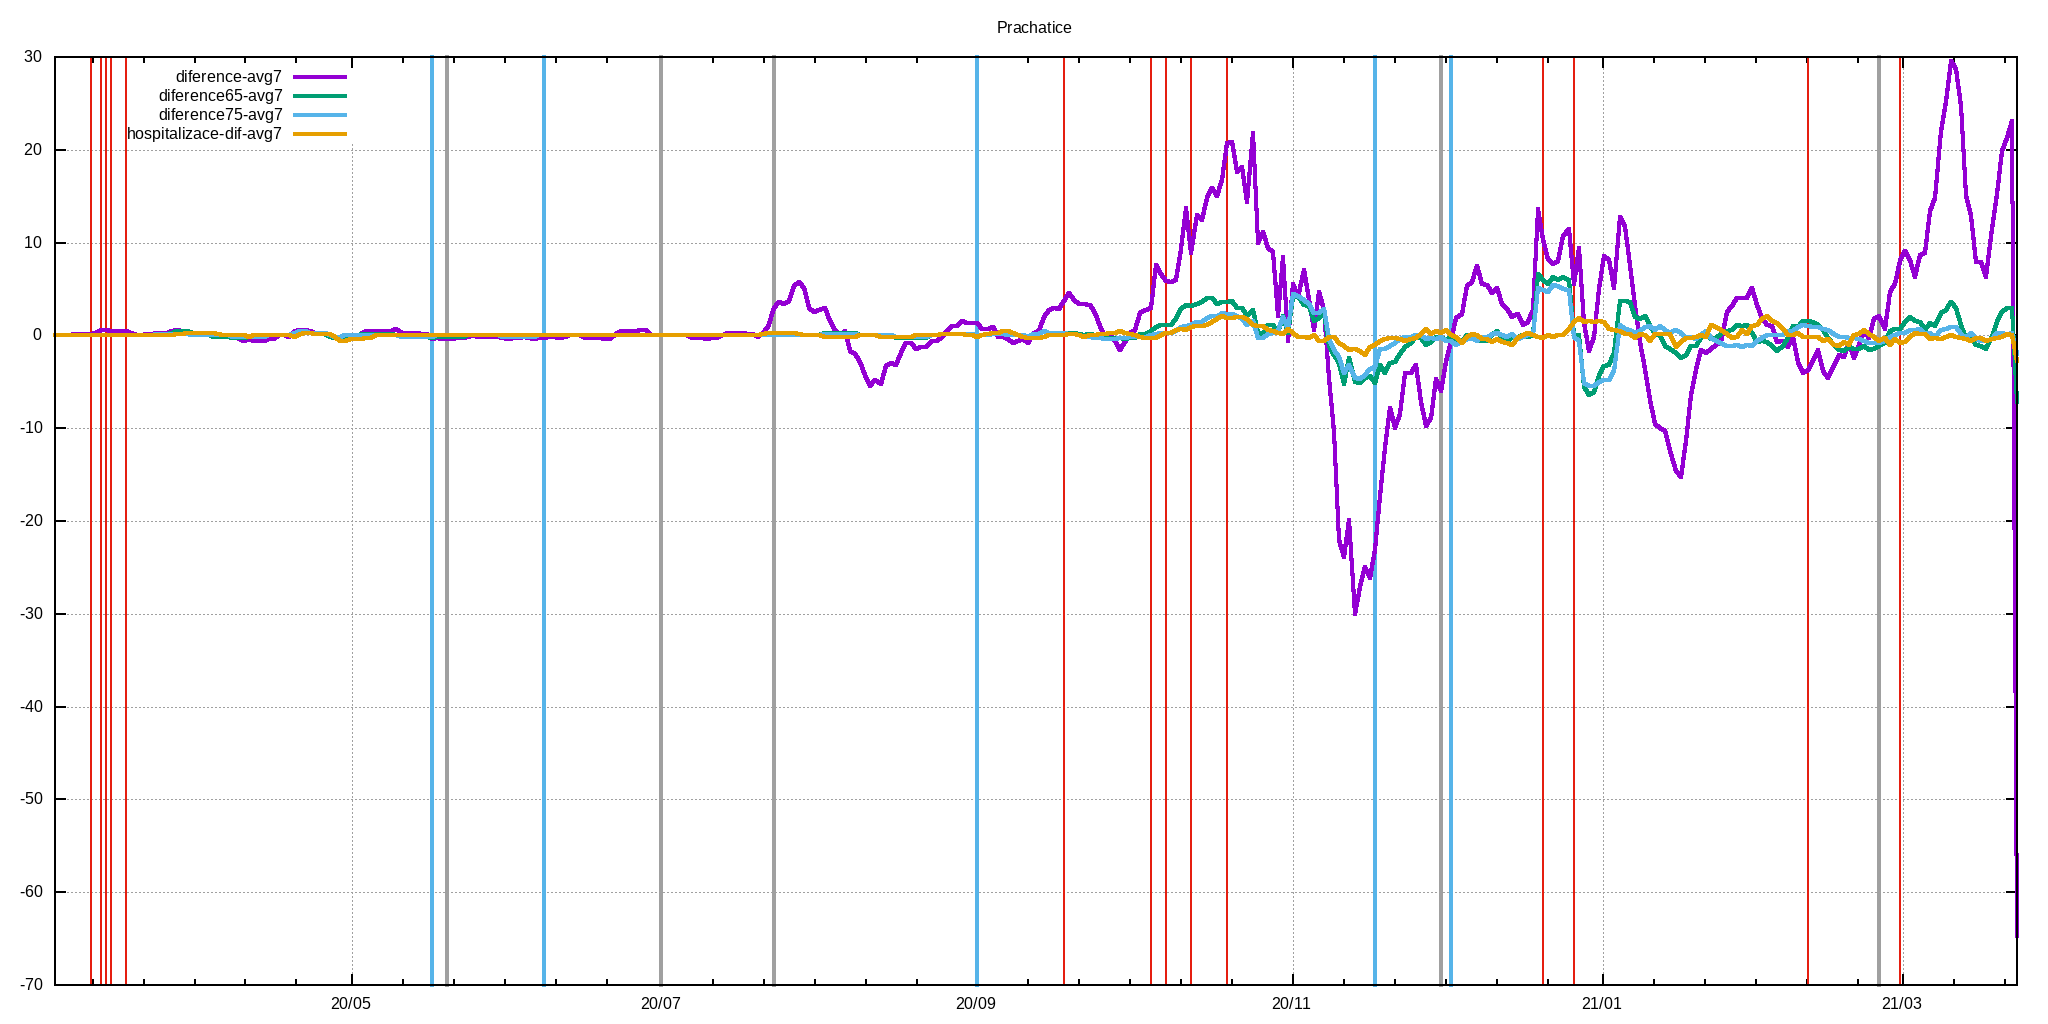 Prachatice
30
diference-avg7
diference65-avg7
diference75-avg7
hospitalizace-dif-avg7
20
10
0
-10
-20
-30
-40
-50
-60
-70
20/05 20/07 20/09 20/11 21/01 21/03